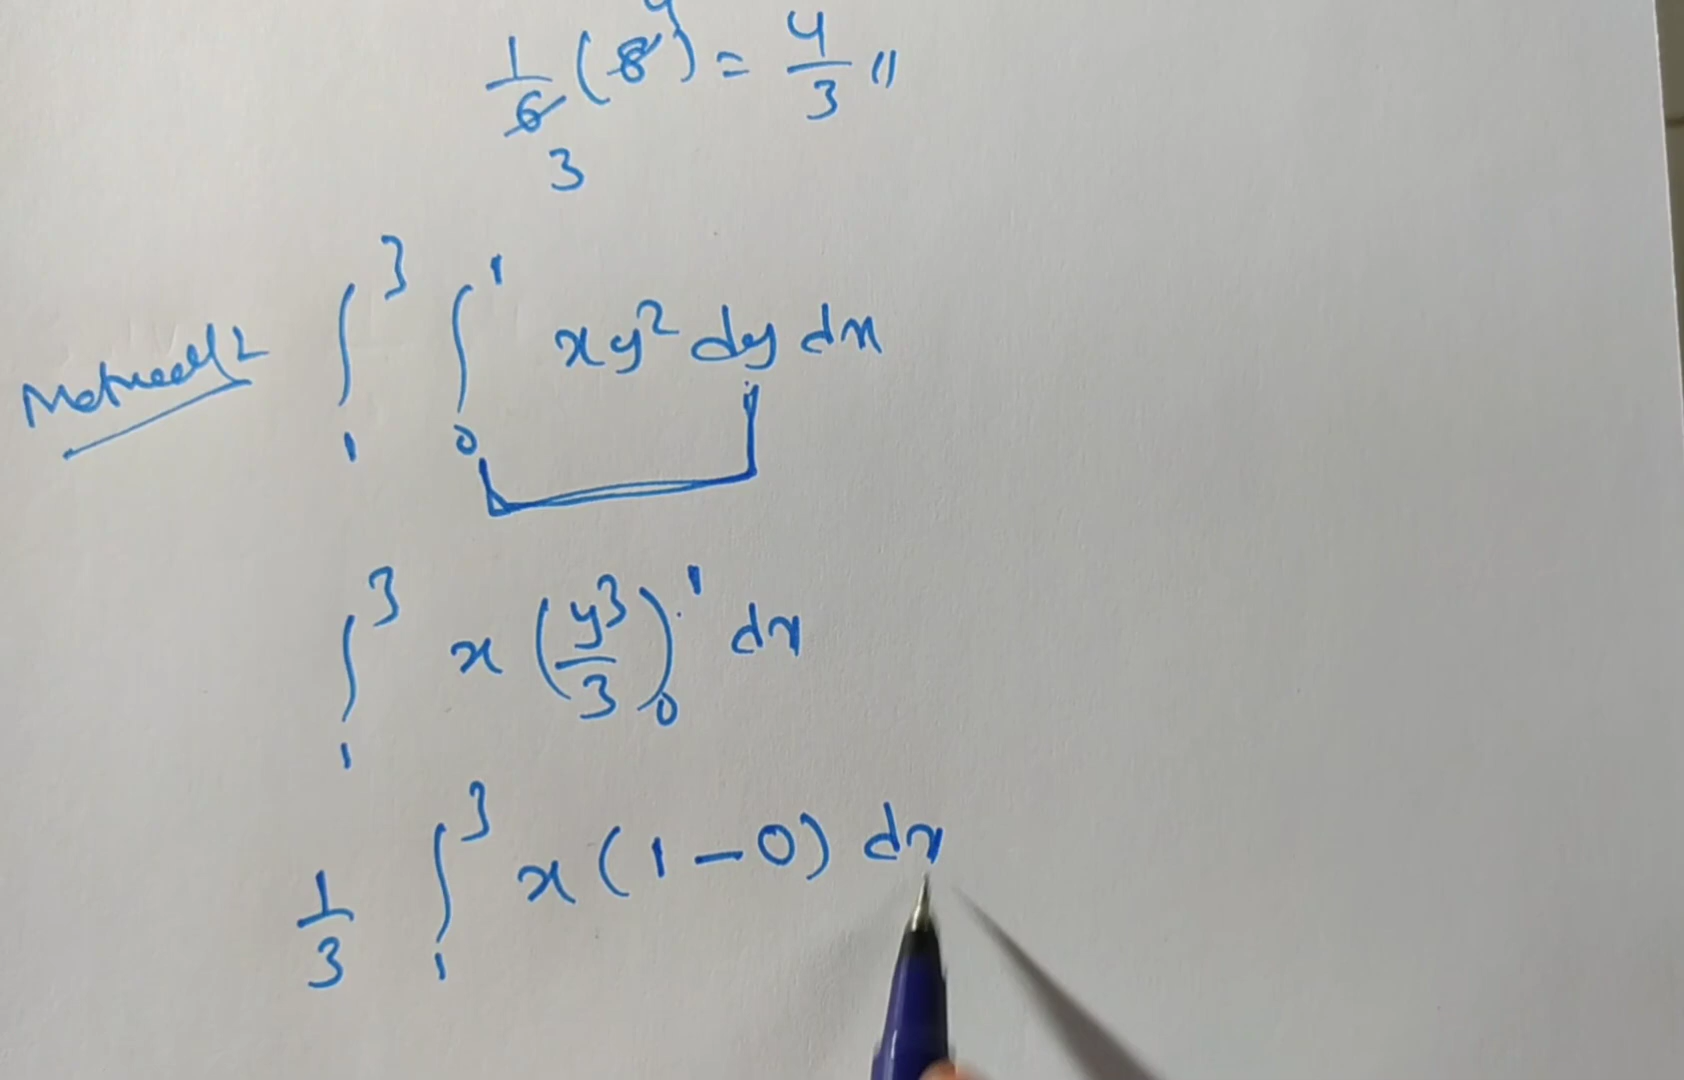 1/6 (8) 4 = 4/3 //
3
Method 2 ∫₁³ ∫₀¹ xy² dy dx
∫₁³ x (y³/3)₀¹ dx
1/3 ∫₁³ x (1 - 0) dx